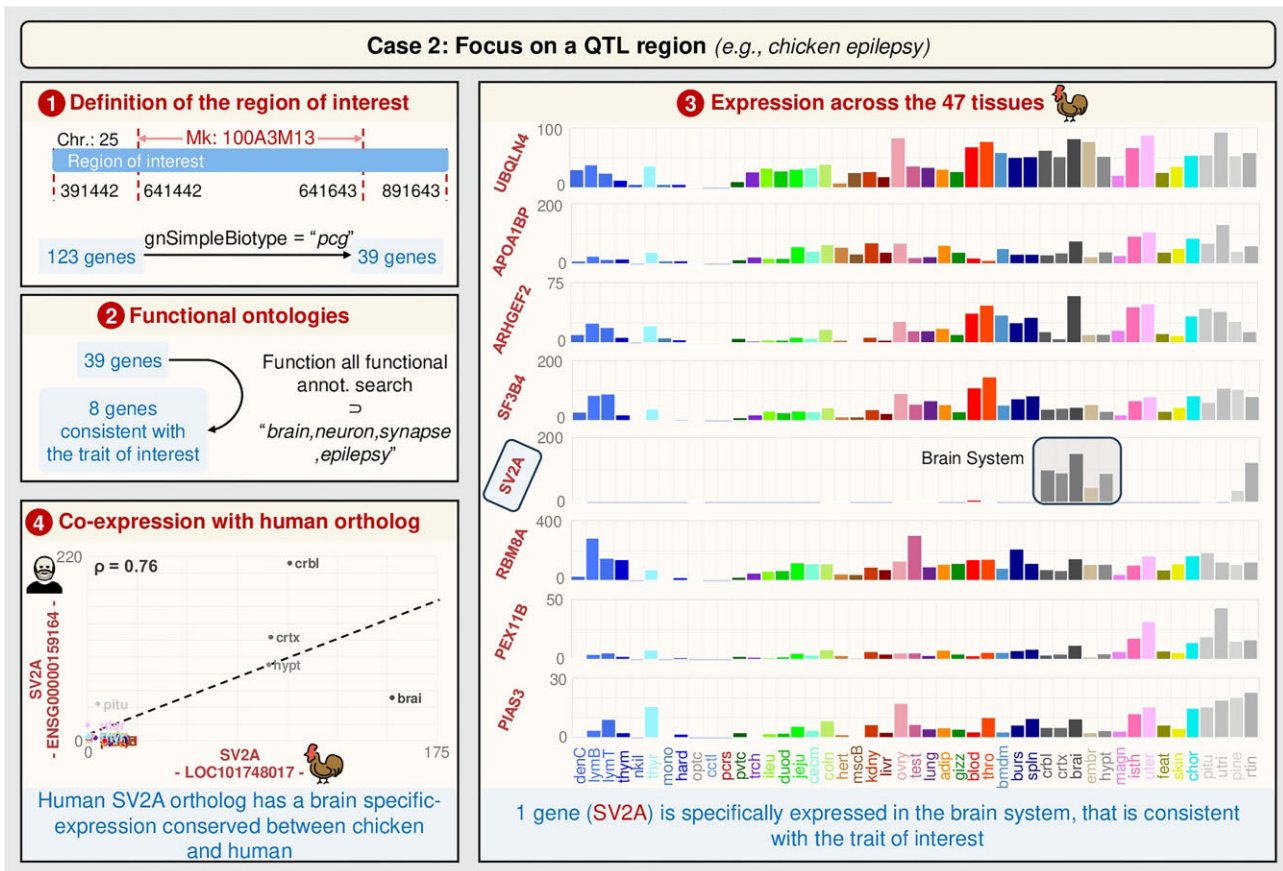 Case 2: Focus on a QTL region (e.g., chicken epilepsy)
1 Definition of the region of interest
Chr.: 25
Mk: 100A3M13
Region of interest
391442 641442 641643 891643
gnSimpleBiotype = “pcg”
123 genes 39 genes
2 Functional ontologies
39 genes
8 genes
consistent with
the trait of interest
Function all functional
annot. search
⊃
“brain,neuron,synapse
,epilepsy”
4 Co-expression with human ortholog
220
ρ = 0.76
crbl
crtx
hypt
brai
pitu
SV2A
- ENSG00000159164 -
0
0
175
SV2A
- LOC101748017 -
Human SV2A ortholog has a brain specific-
expression conserved between chicken
and human
3 Expression across the 47 tissues
UBQLN4
100
0
APOA1BP
200
0
ARHGEF2
75
0
SF3B4
200
0
SV2A
200
0
Brain System
RBM8A
400
0
PEX11B
50
0
PIAS3
30
0
denC lymB lymT thym nkil thyr mono hard optc cctl pcrs pvtc trch ileu duod jeju cecm coln hert mscB kdny livr ovry test lung adip gizz blod thro bmdm burs spln crbl crtx brai embr hypt magn isth uter feat skin chor pitu utri pine rtin
1 gene (SV2A) is specifically expressed in the brain system, that is consistent
with the trait of interest